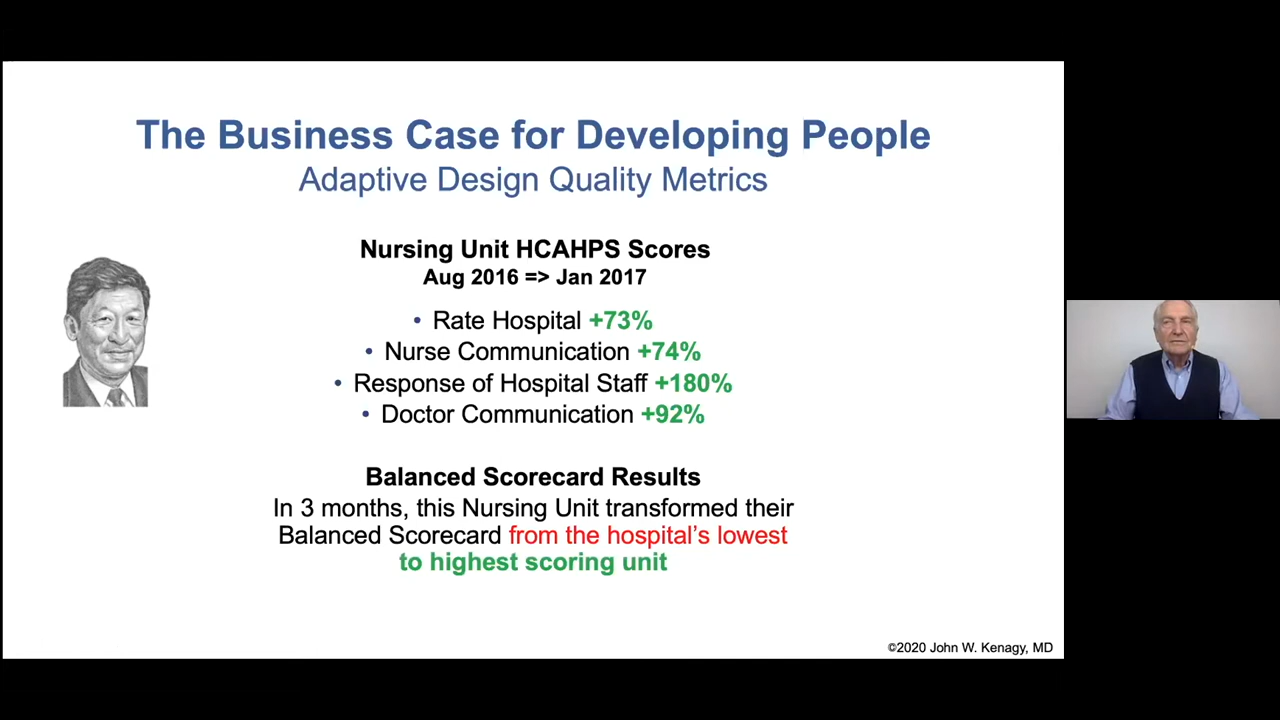 The Business Case for Developing People
Adaptive Design Quality Metrics
Nursing Unit HCAHPS Scores
Aug 2016 => Jan 2017
• Rate Hospital +73%
• Nurse Communication +74%
• Response of Hospital Staff +180%
• Doctor Communication +92%
Balanced Scorecard Results
In 3 months, this Nursing Unit transformed their
Balanced Scorecard from the hospital’s lowest
to highest scoring unit
©2020 John W. Kenagy, MD